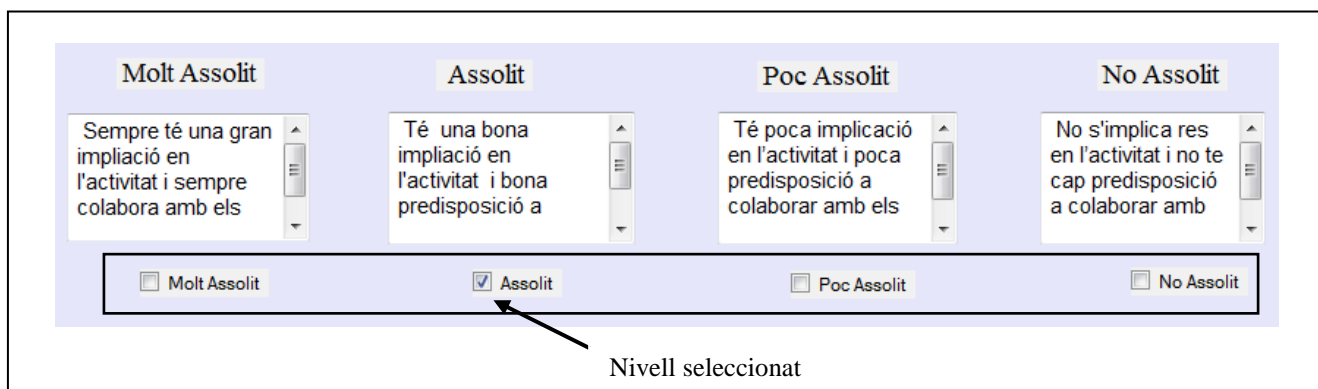 Molt Assolit
Assolit
Poc Assolit
No Assolit
Sempre té una gran
impliació en
l'activitat i sempre
colabora amb els
Té una bona
impliació en
l'activitat i bona
predisposició a
Té poca implicació
en l’activitat i poca
predisposició a
colaborar amb els
No s'implica res
en l’activitat i no te
cap predisposició
a colaborar amb
Molt Assolit
Assolit
Poc Assolit
No Assolit
Nivell seleccionat